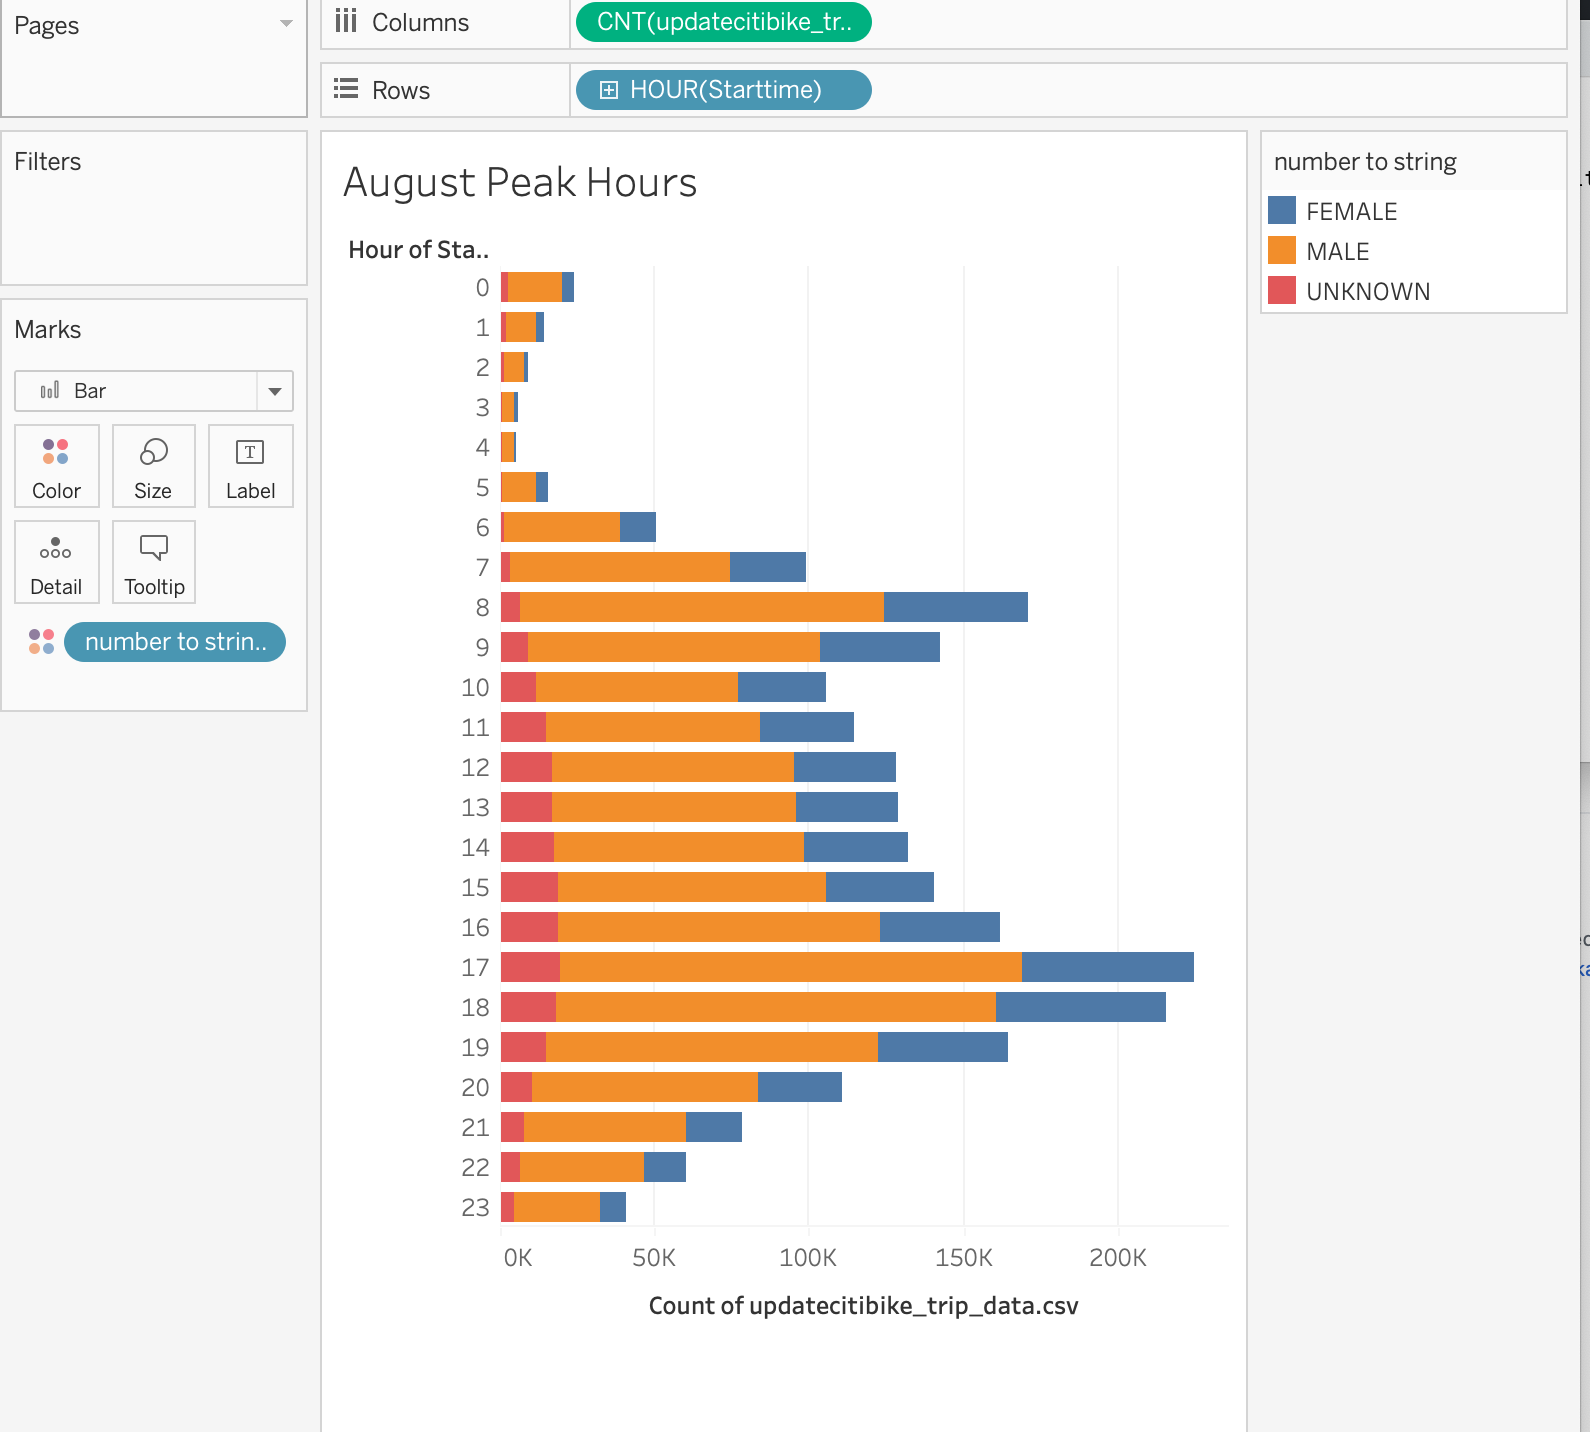 Pages
Columns
CNT(updatecitibike_tr..
Rows
HOUR(Starttime)
Filters
Marks
Bar
Color
Size
T
Label
Detail
Tooltip
number to strin..
August Peak Hours
Hour of Sta..
0
1
2
3
4
5
6
7
8
9
10
11
12
13
14
15
16
17
18
19
20
21
22
23
0K 50K 100K 150K 200K
Count of updatecitibike_trip_data.csv
number to string
FEMALE
MALE
UNKNOWN